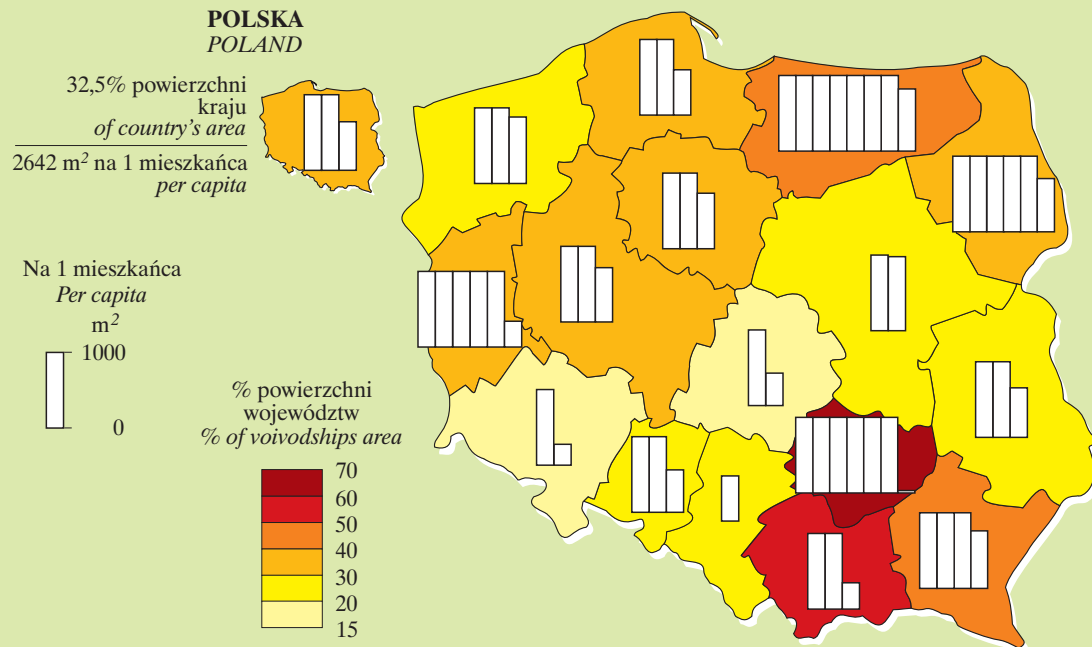 POLSKA
POLAND
32,5% powierzchni
kraju
of country's area
2642 m² na 1 mieszkańca
per capita
Na 1 mieszkańca
Per capita
m²
1000
0
% powierzchni
województw
% of voivodships area
70
60
50
40
30
20
15